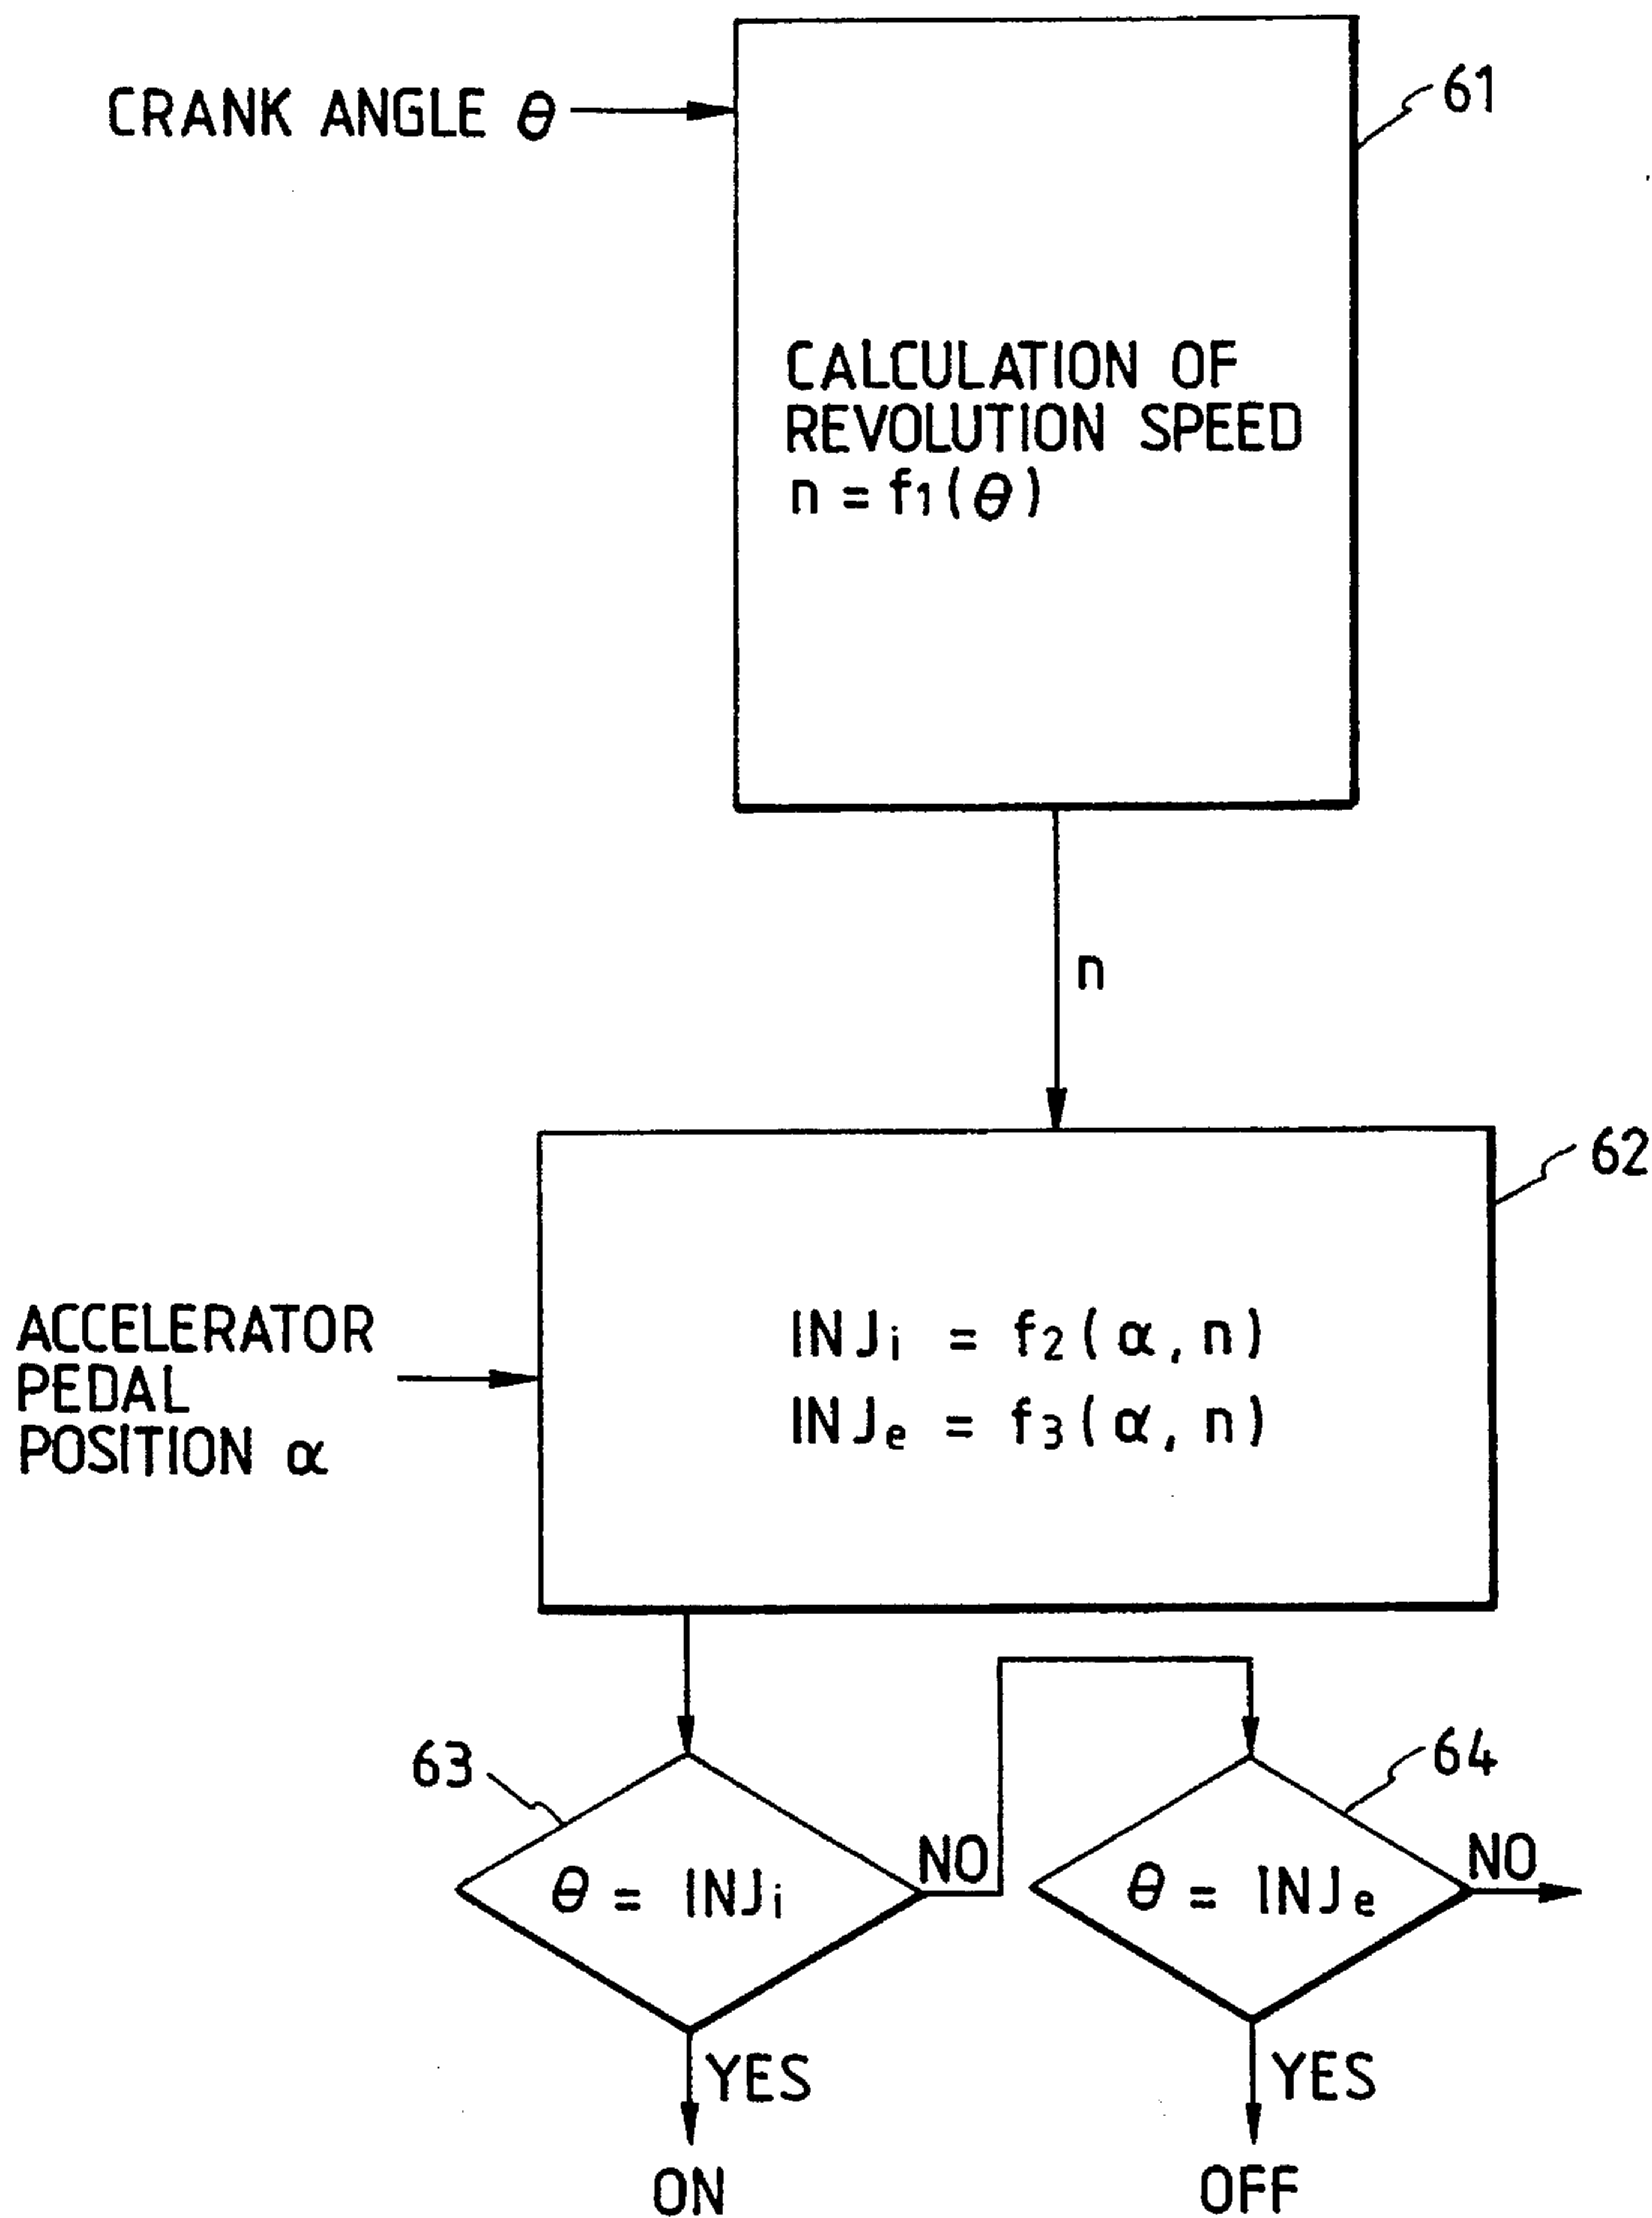 CRANK ANGLE θ
61
CALCULATION OF
REVOLUTION SPEED
n = f1(θ)
n
62
ACCELERATOR
PEDAL
POSITION α
INJi = f2(α, n)
INJe = f3(α, n)
63
θ = INJi
NO
64
θ = INJe
NO
YES
YES
ON
OFF